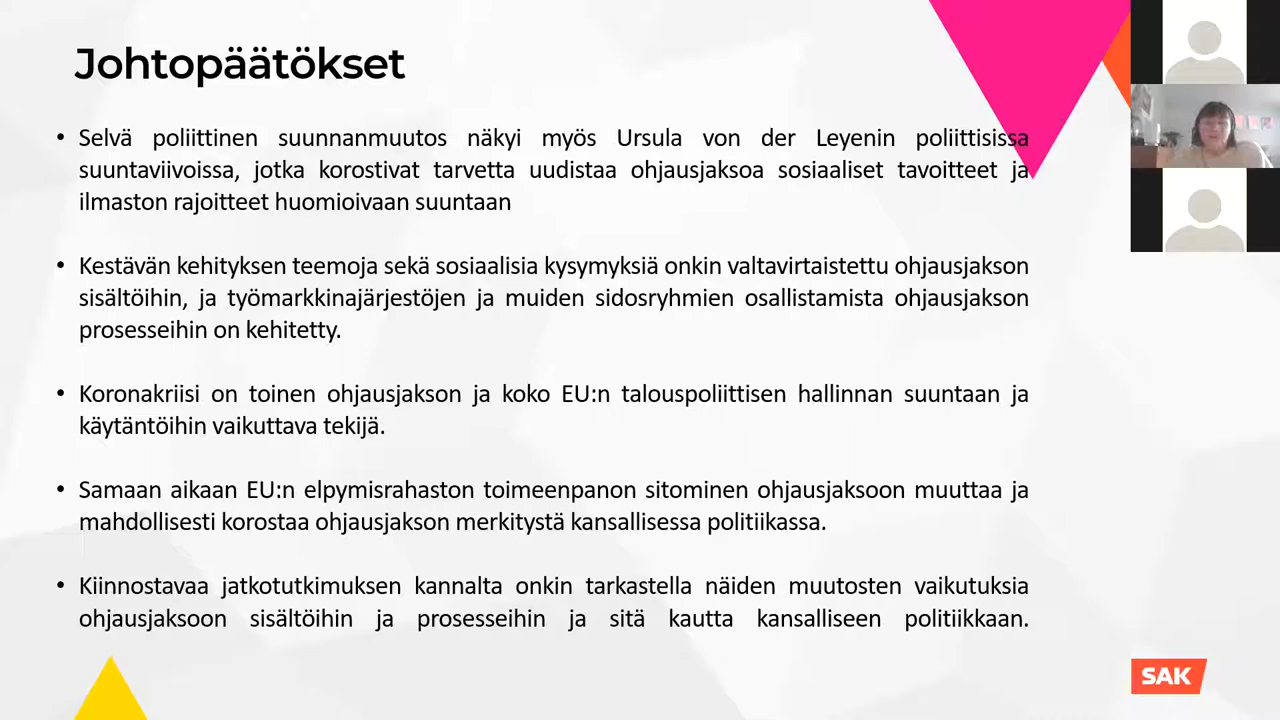 Johtopäätökset
• Selvä poliittinen suunnanmuutos näkyi myös Ursula von der Leyenin poliittisissa
suuntaviivoissa, jotka korostivat tarvetta uudistaa ohjausjaksoa sosiaaliset tavoitteet ja
ilmaston rajoitteet huomioivaan suuntaan
• Kestävän kehityksen teemoja sekä sosiaalisia kysymyksiä onkin valtavirtaistettu ohjausjakson
sisältöihin, ja työmarkkinajärjestöjen ja muiden sidosryhmien osallistamista ohjausjakson
prosesseihin on kehitetty.
• Koronakriisi on toinen ohjausjakson ja koko EU:n talouspoliittisen hallinnan suuntaan ja
käytäntöihin vaikuttava tekijä.
• Samaan aikaan EU:n elpymisrahaston toimeenpanon sitominen ohjausjaksoon muuttaa ja
mahdollisesti korostaa ohjausjakson merkitystä kansallisessa politiikassa.
• Kiinnostavaa jatkotutkimuksen kannalta onkin tarkastella näiden muutosten vaikutuksia
ohjausjaksoon sisältöihin ja prosesseihin ja sitä kautta kansalliseen politiikkaan.
SAK